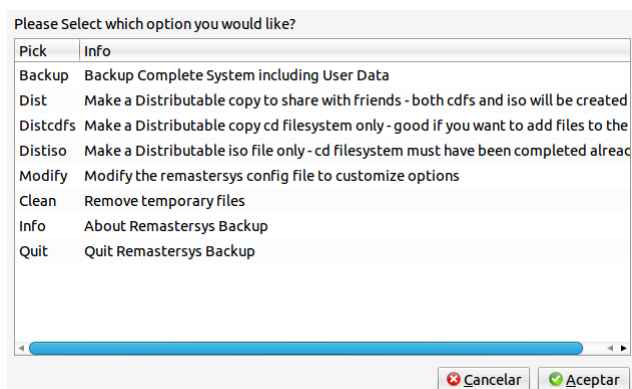 Please Select which option you would like?
Pick Info
Backup Backup Complete System including User Data
Dist Make a Distributable copy to share with friends - both cdfs and iso will be created
Distcdfs Make a Distributable copy cd filesystem only - good if you want to add files to the
Distiso Make a Distributable iso file only - cd filesystem must have been completed alreac
Modify Modify the remastersys config file to customize options
Clean Remove temporary files
Info About Remastersys Backup
Quit Quit Remastersys Backup
Cancelar Aceptar